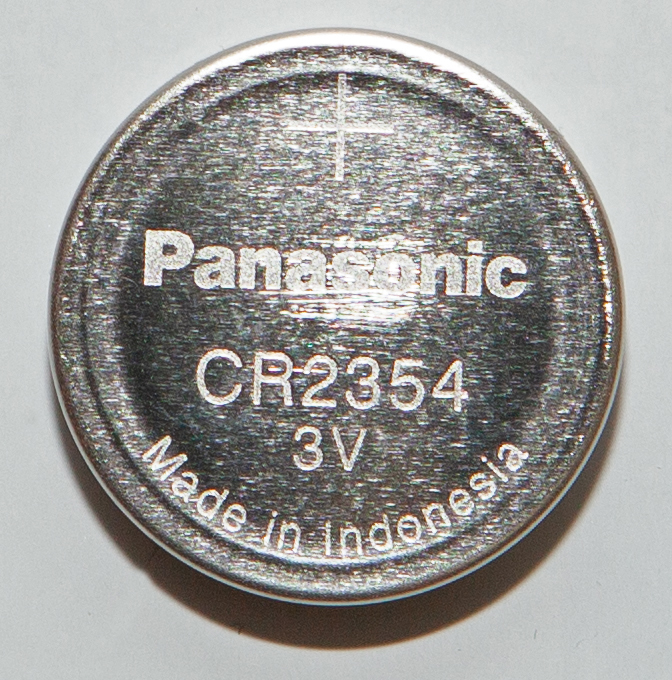 +
Panasonic
CR2354
3V
Made in Indonesia